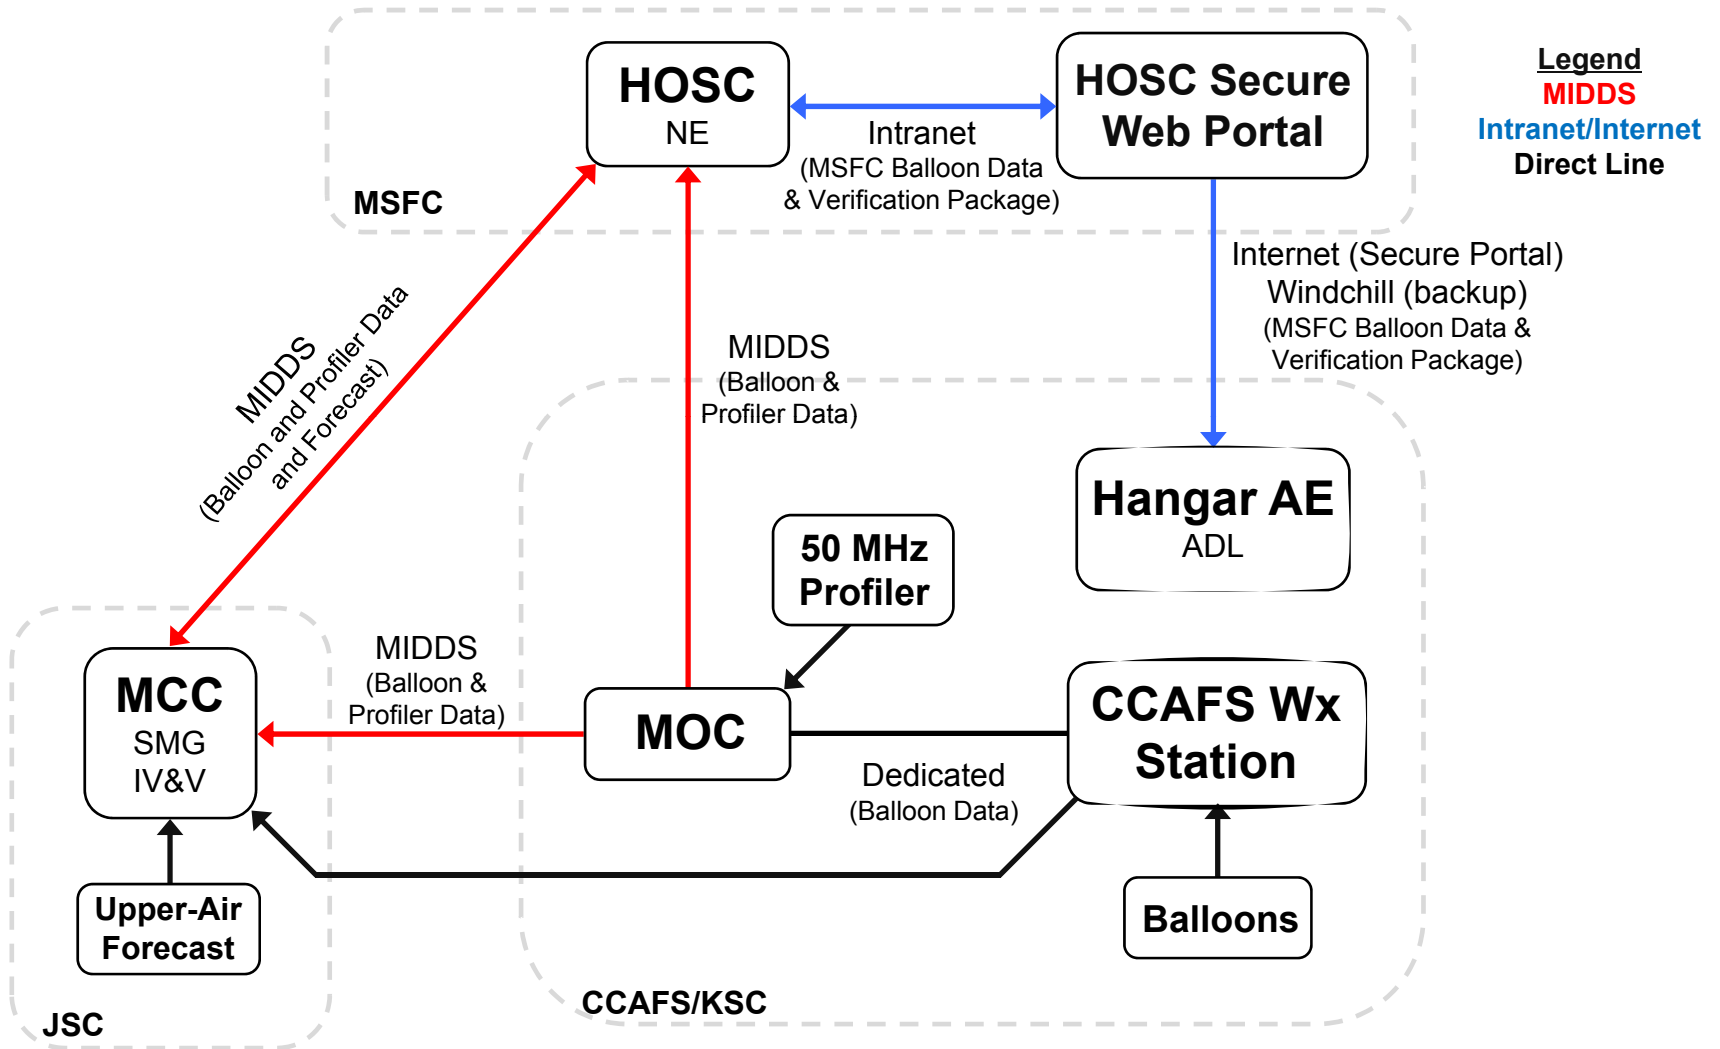 HOSC
NE
HOSC Secure
Web Portal
Intranet
(MSFC Balloon Data
& Verification Package)
MSFC
Legend
MIDDS
Intranet/Internet
Direct Line
Internet (Secure Portal)
Windchill (backup)
(MSFC Balloon Data &
Verification Package)
MIDDS
(Balloon and Profiler Data
and Forecast)
MIDDS
(Balloon &
Profiler Data)
Hangar AE
ADL
50 MHz
Profiler
MCC
SMG
IV&V
MIDDS
(Balloon &
Profiler Data)
MOC
CCAFS Wx
Station
Dedicated
(Balloon Data)
Upper-Air
Forecast
Balloons
CCAFS/KSC
JSC